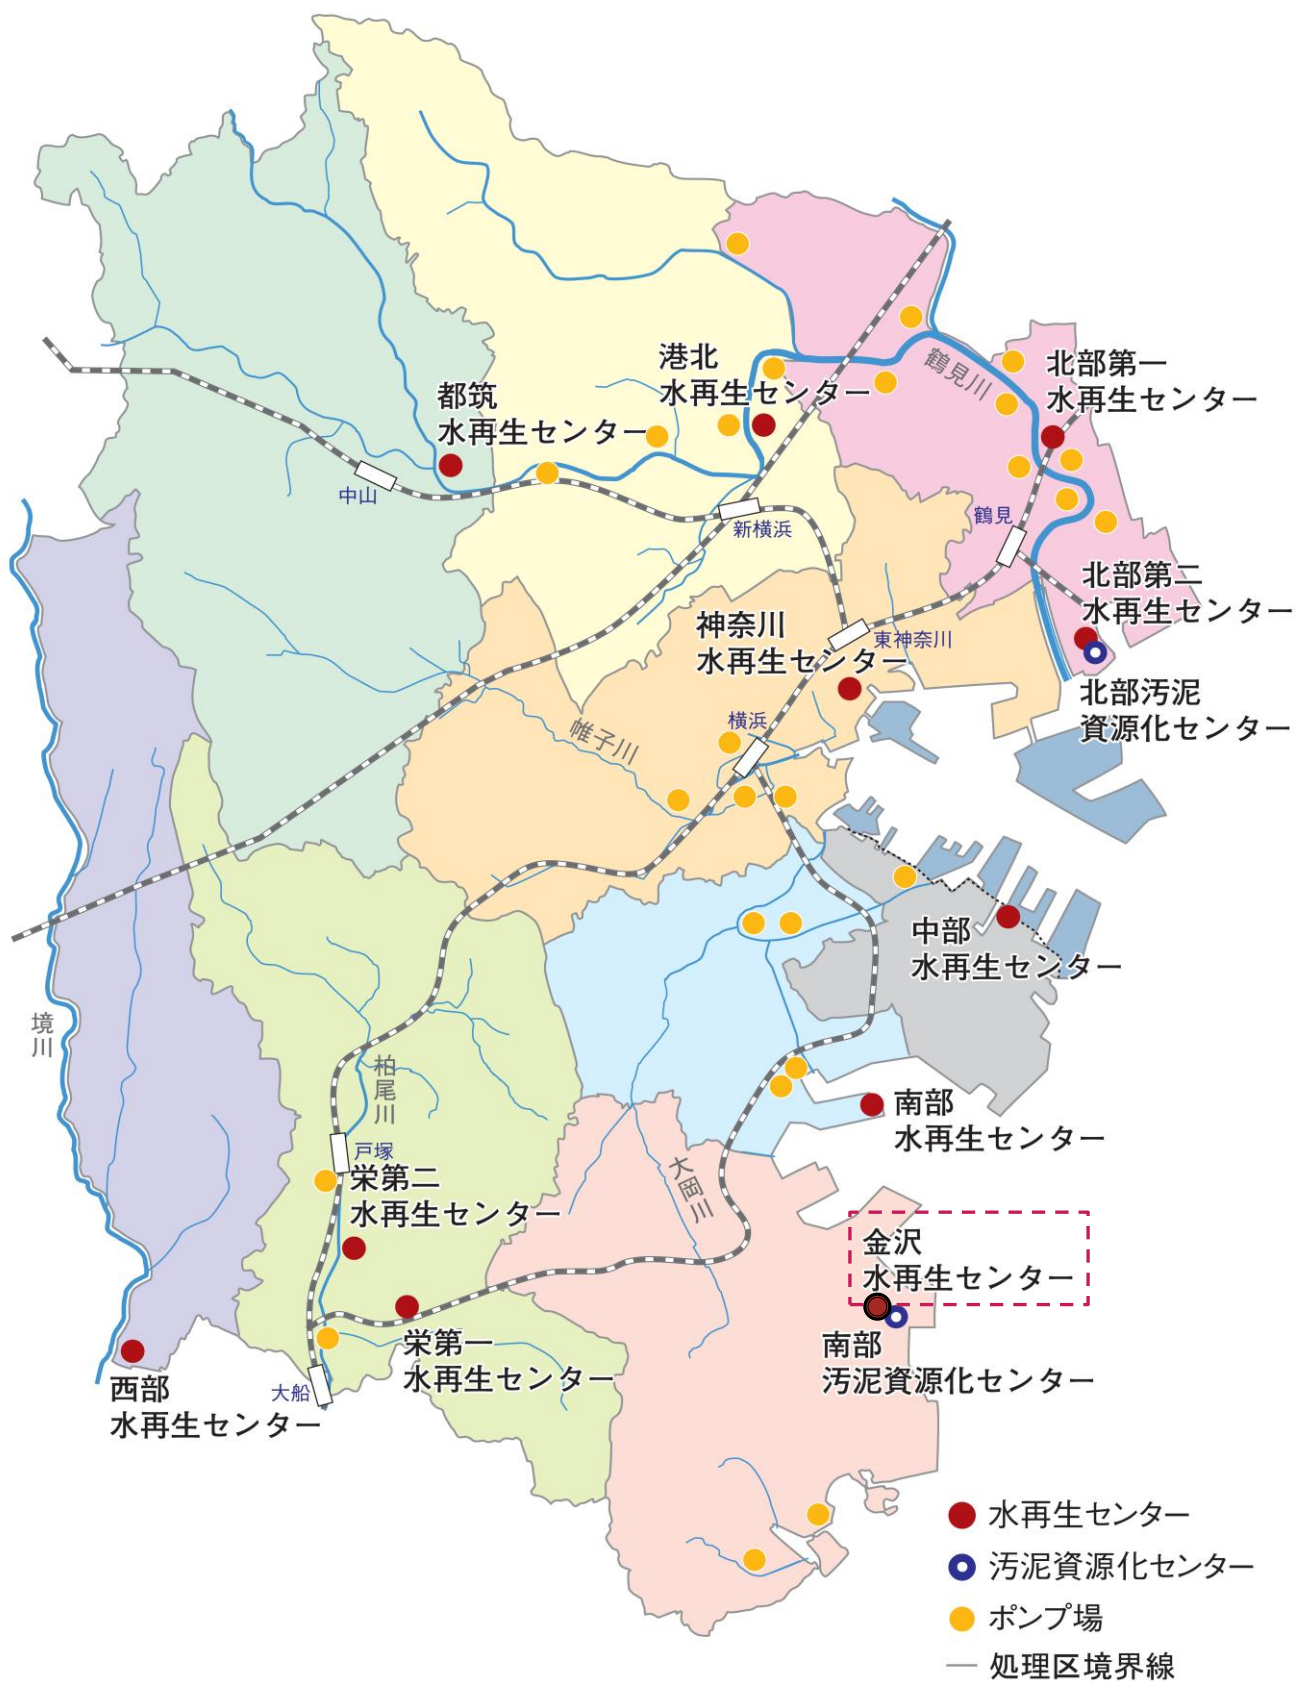 港北
水再生センター
鶴見川
北部第一
水再生センター
都筑
水再生センター
中山
新横浜
鶴見
北部第二
水再生センター
神奈川
水再生センター
東神奈川
北部汚泥
資源化センター
横浜
帷子川
中部
水再生センター
境川
柏尾川
南部
水再生センター
戸塚
栄第二
水再生センター
大岡川
金沢
水再生センター
栄第一
水再生センター
南部
汚泥資源化センター
西部
水再生センター
大船
水再生センター
汚泥資源化センター
ポンプ場
処理区境界線